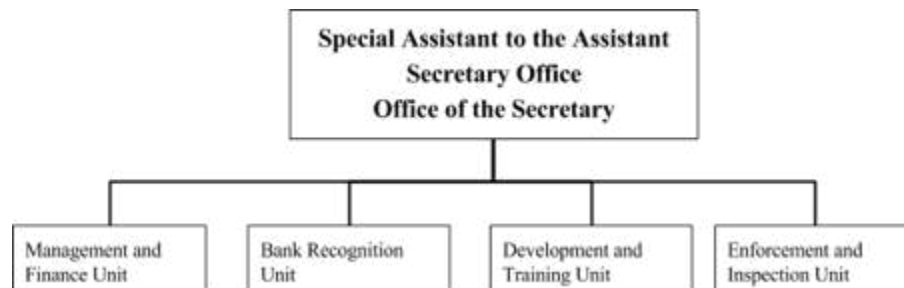 Special Assistant to the Assistant
Secretary Office
Office of the Secretary
Management and
Finance Unit
Bank Recognition
Unit
Development and
Training Unit
Enforcement and
Inspection Unit